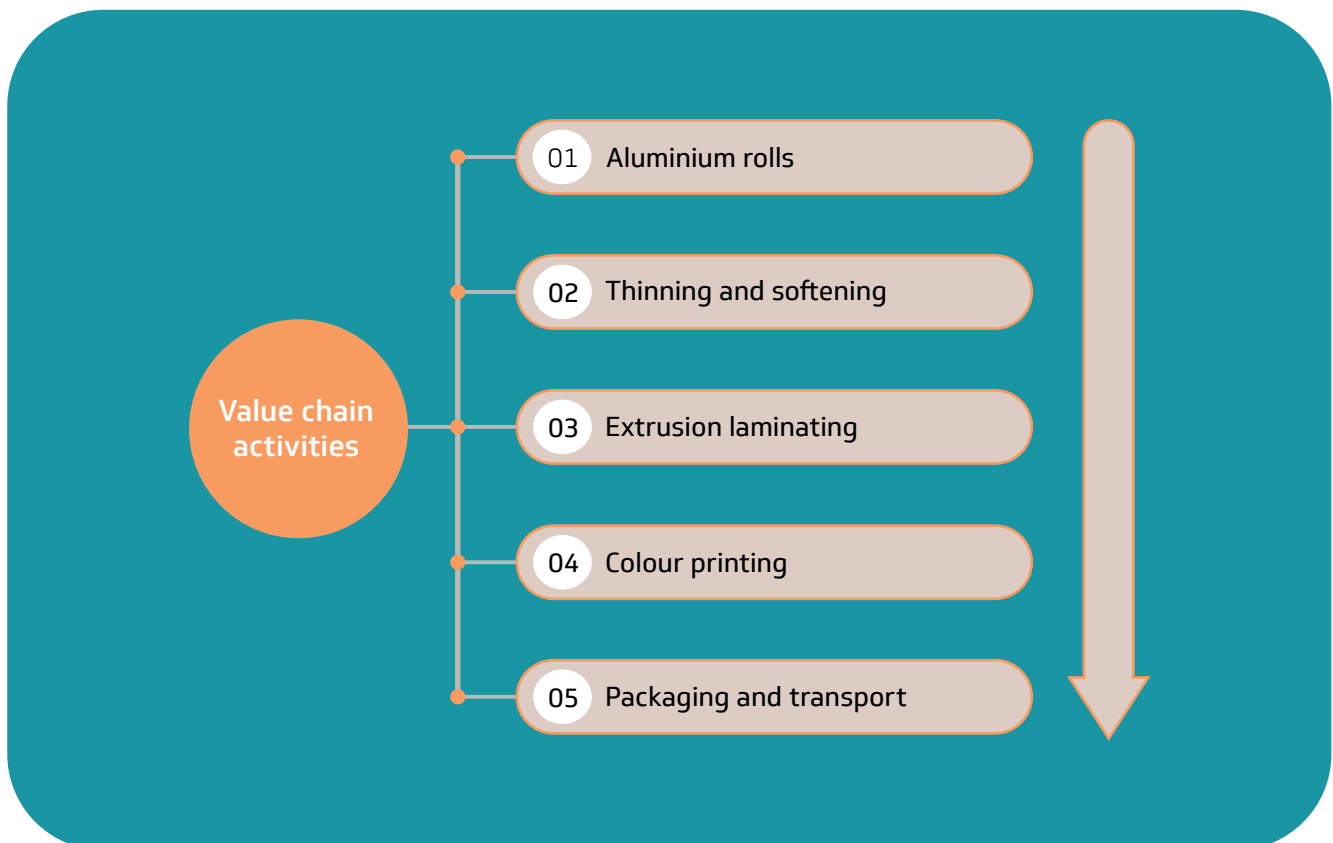 Value chain
activities
01 Aluminium rolls
02 Thinning and softening
03 Extrusion laminating
04 Colour printing
05 Packaging and transport